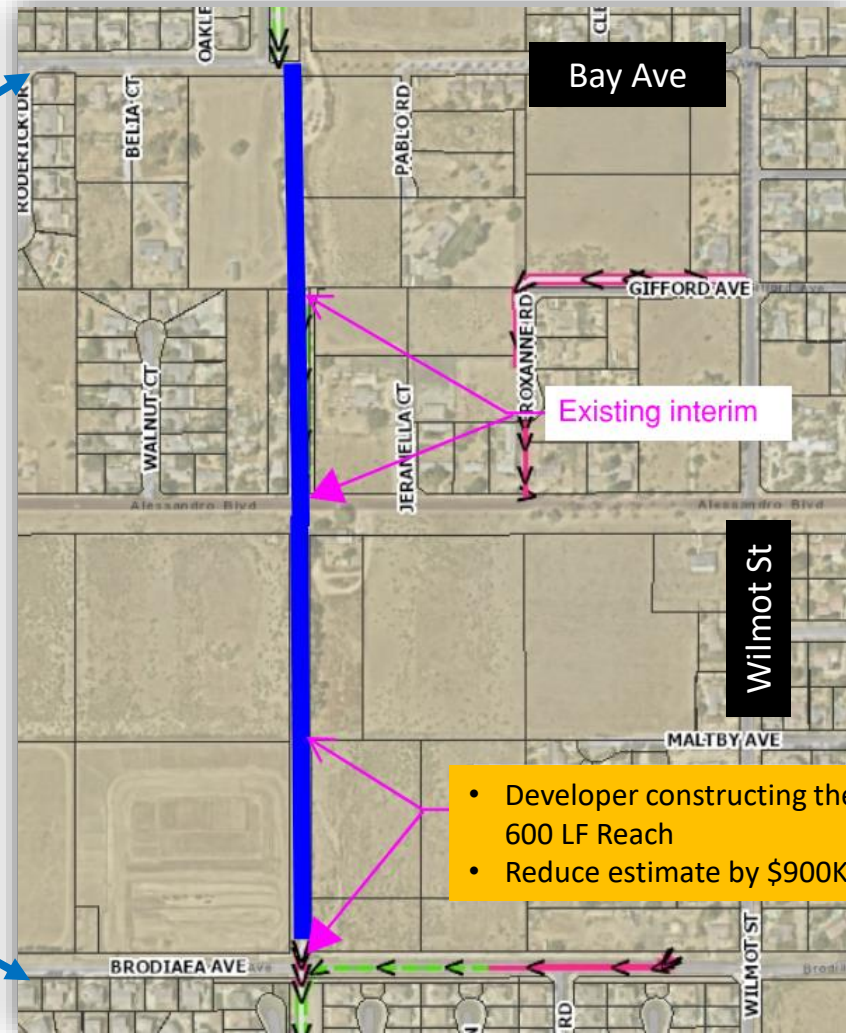 OAKLE
CLE
Bay Ave
RODERICK DR
BELIA CT
PABLO RD
GIFFORD AVE
ROXANNE RD
Existing interim
WALNUT CT
JERANELLA CT
Alessandro Blvd
Alessandro Blvd
Wilmot St
MALTBY AVE
• Developer constructing the
600 LF Reach
• Reduce estimate by $900K
BRODIAEA AVE
WILMOT ST
RD